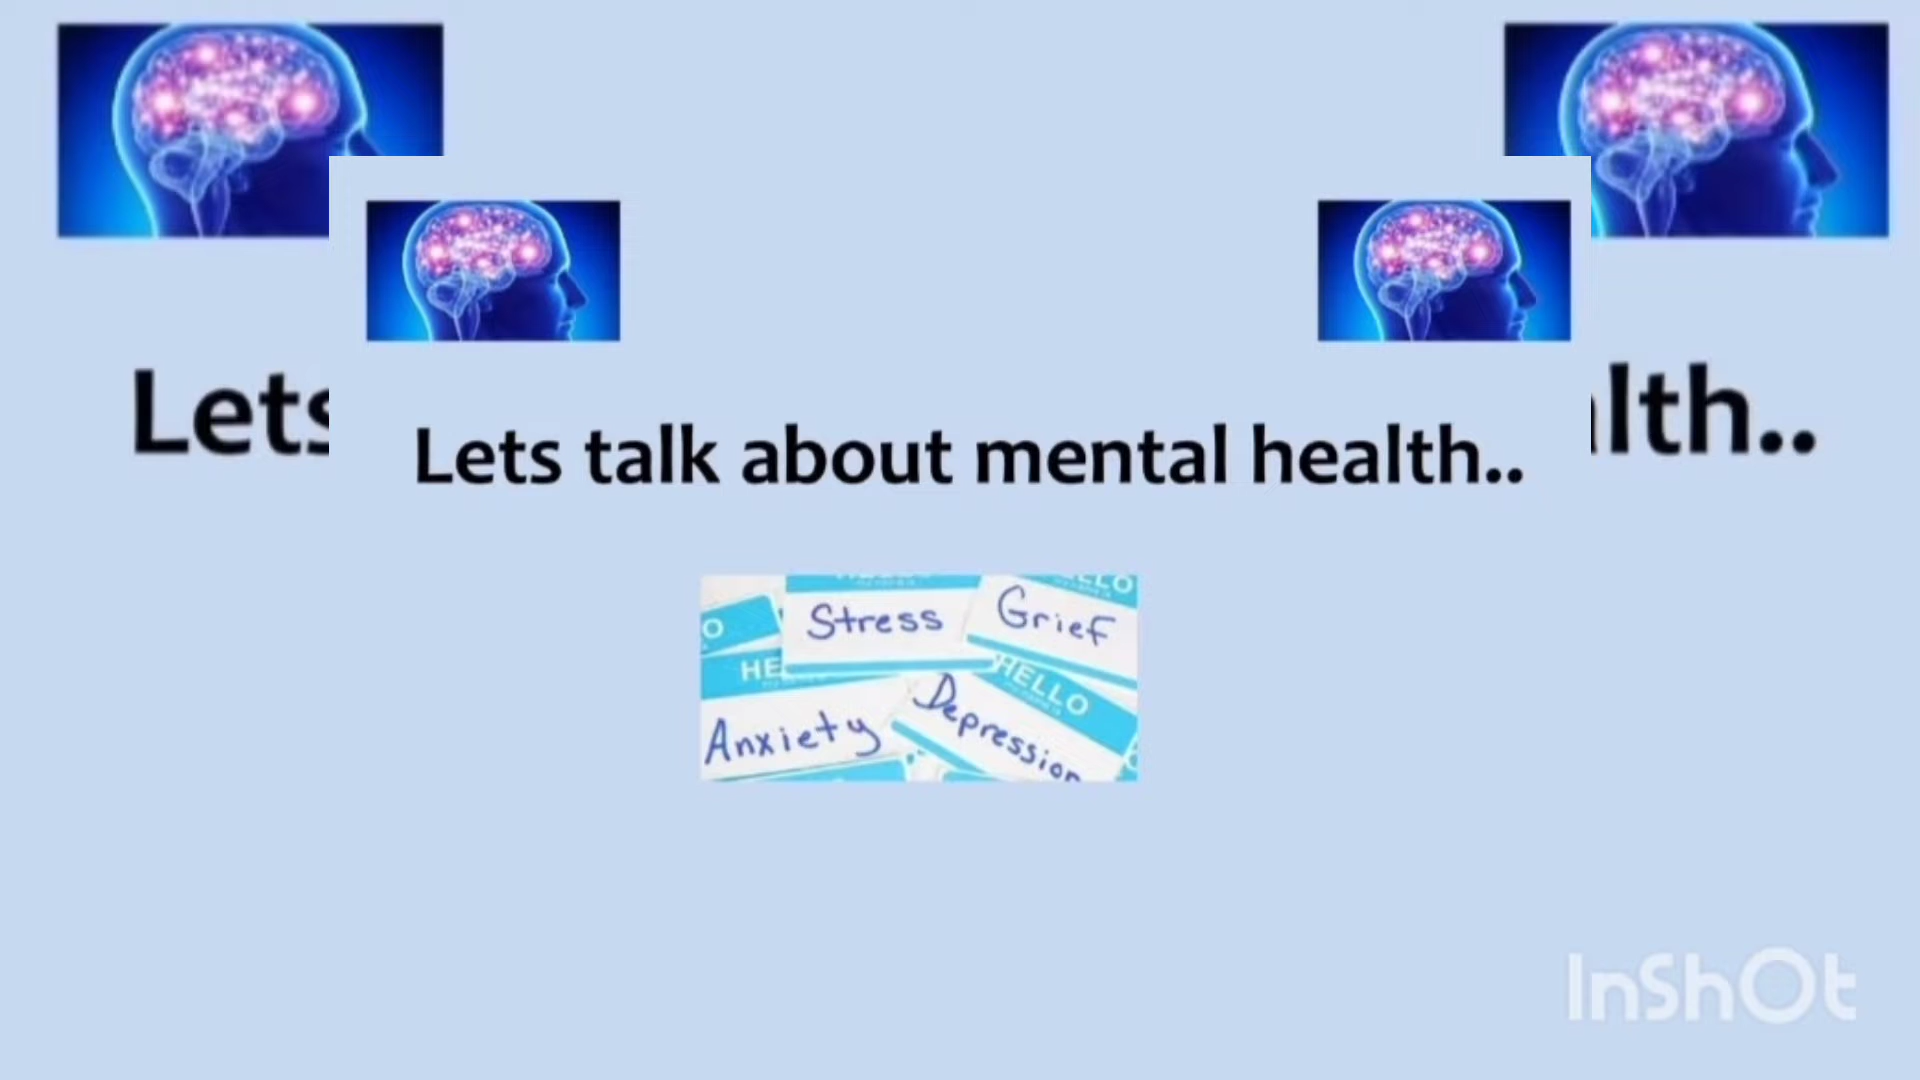 Lets talk about mental health..
Lets
lth..
Stress
Grief
HELLO
Anxiety
Depression
InShOt